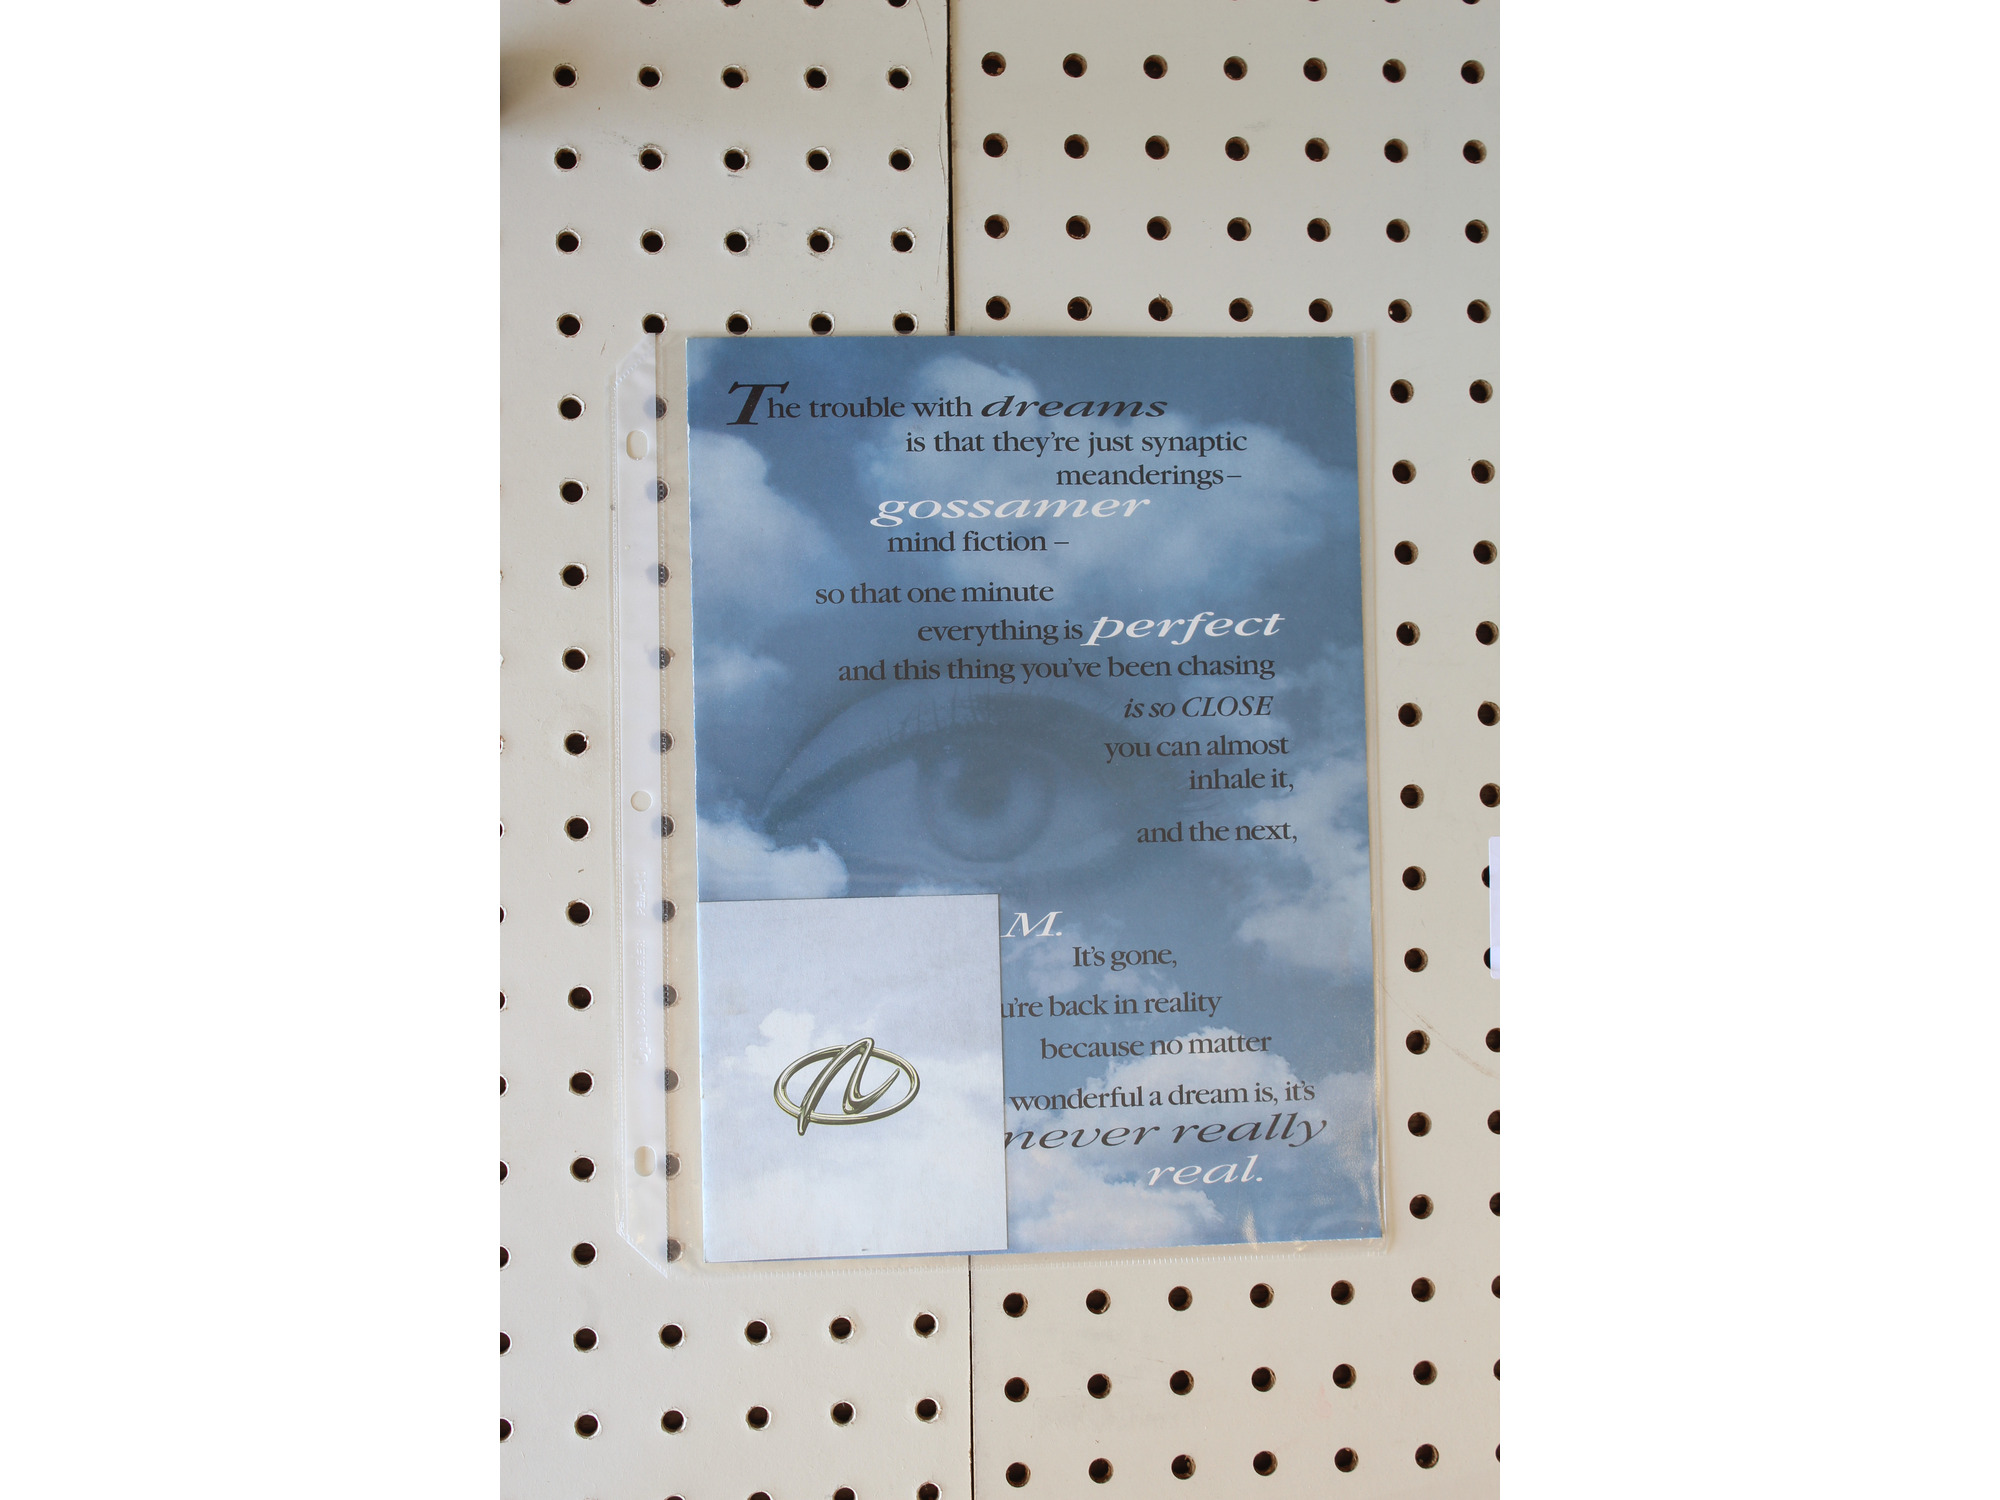 The trouble with dreams
is that they're just synaptic
meanderings–
gossamer
mind fiction –
so that one minute
everything is perfect
and this thing you've been chasing
is so CLOSE
you can almost
inhale it,
and the next,
M.
It's gone,
u're back in reality
because no matter
wonderful a dream is, it's
never really
real.